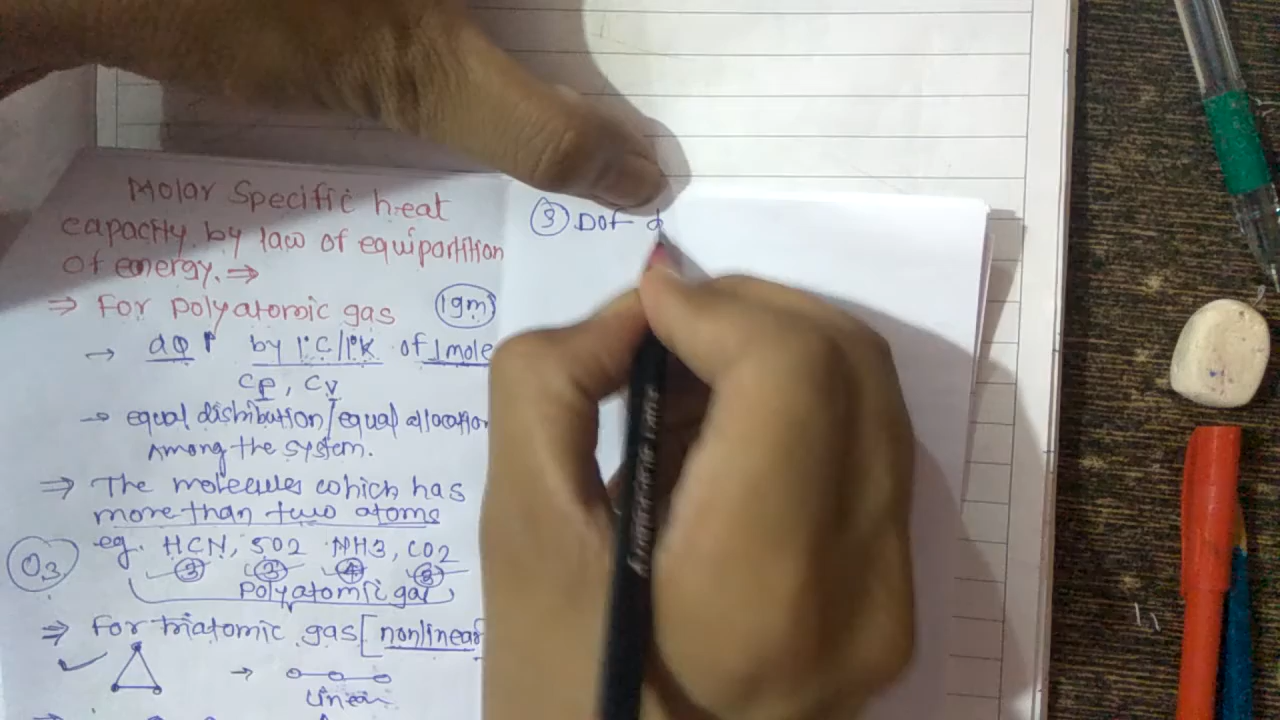 Molar Specific heat
capacity by law of equipartition
of energy. ⇒
⇒ For polyatomic gas (1gm)
→ dQ ↑ by 1°C/1°K of 1mole
Cp, Cv
→ equal distribution/equal allocation
Among the system.
⇒ The molecules which has
more than two atoms
eg. HCN, SO2 NH3, CO2
O3 ③ ③ ④ ③
Polyatomic gas
⇒ For triatomic gas [nonlinear
→
Linear
③ DOF d